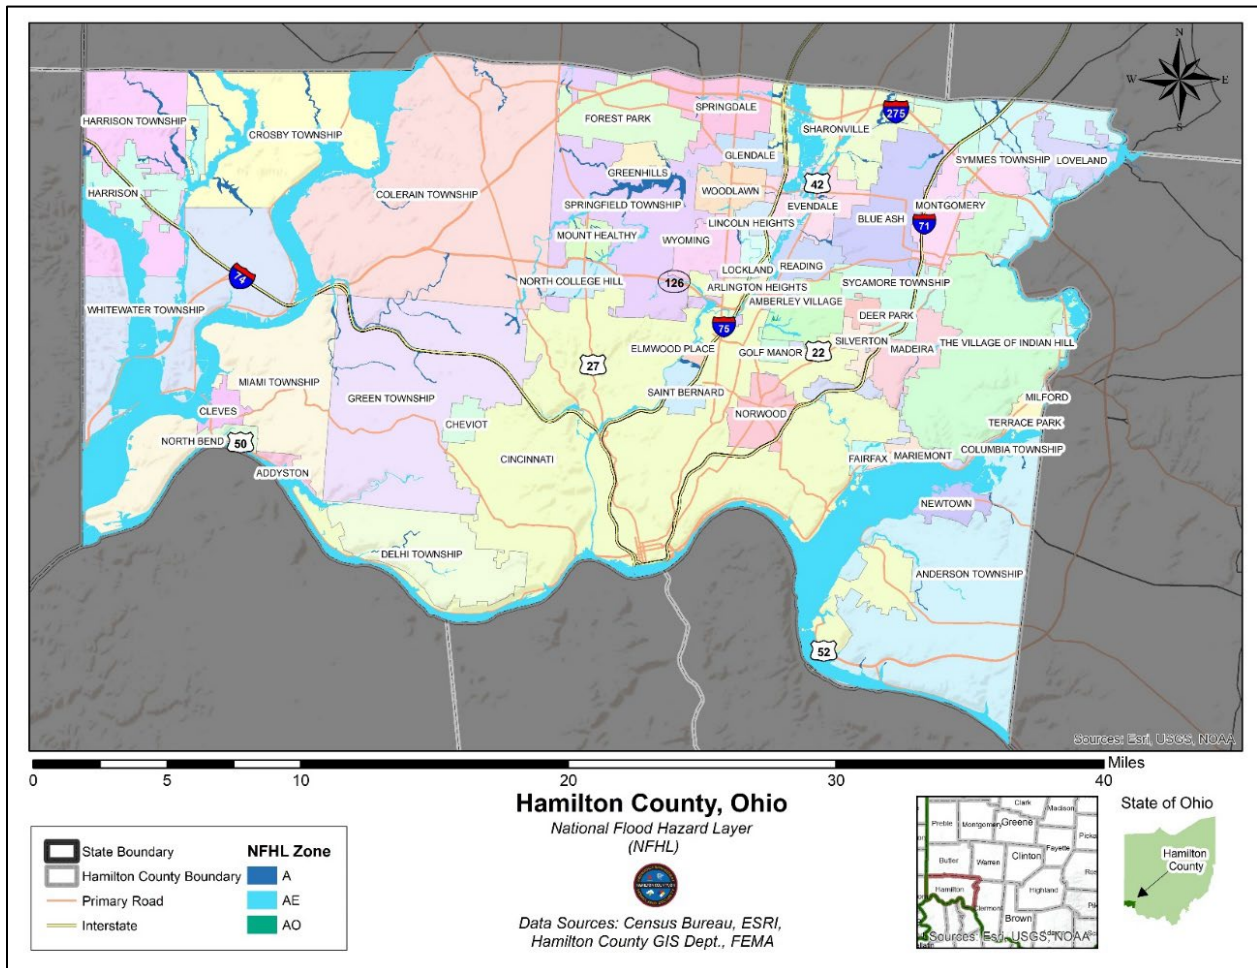 N
W
E
S
HARRISON TOWNSHIP
CROSBY TOWNSHIP
HARRISON
COLERAIN TOWNSHIP
FOREST PARK
SPRINGDALE
275
SHARONVILLE
GLENDALE
GREENHILLS
WOODLAWN
42
SYMMES TOWNSHIP
LOVELAND
SPRINGFIELD TOWNSHIP
EVENDALE
MONTGOMERY
LINCOLN HEIGHTS
BLUE ASH
71
MOUNT HEALTHY
WYOMING
LOCKLAND
READING
74
NORTH COLLEGE HILL
126
ARLINGTON HEIGHTS
SYCAMORE TOWNSHIP
AMBERLEY VILLAGE
WHITEWATER TOWNSHIP
75
DEER PARK
ELMWOOD PLACE
GOLF MANOR
22
SILVERTON
MADEIRA
THE VILLAGE OF INDIAN HILL
27
MIAMI TOWNSHIP
GREEN TOWNSHIP
SAINT BERNARD
MILFORD
CLEVES
CHEVIOT
NORWOOD
TERRACE PARK
NORTH BEND
50
COLUMBIA TOWNSHIP
CINCINNATI
FAIRFAX
MARIEMONT
ADDYSTON
NEWTOWN
DELHI TOWNSHIP
ANDERSON TOWNSHIP
52
Sources: Esri, USGS, NOAA
0 5 10 20 30 40
Miles
Hamilton County, Ohio
National Flood Hazard Layer
(NFHL)
Data Sources: Census Bureau, ESRI,
Hamilton County GIS Dept., FEMA
State Boundary
Hamilton County Boundary
Primary Road
Interstate
NFHL Zone
A
AE
AO
Clark
Madison
Preble
Montgomery
Greene
Fayette
Butler
Warren
Clinton
Hamilton
Highland
Clermont
Brown
Sources: Esri, USGS, NOAA
State of Ohio
Hamilton
County